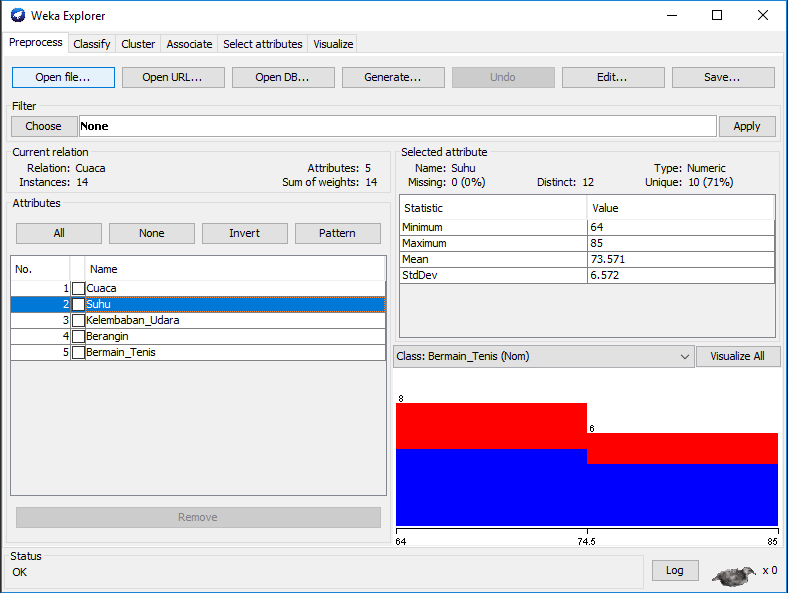 Weka Explorer
Preprocess Classify Cluster Associate Select attributes Visualize
Open file... Open URL... Open DB... Generate... Undo Edit... Save...
Filter
Choose None Apply
Current relation
Relation: Cuaca Attributes: 5
Instances: 14 Sum of weights: 14
Selected attribute
Name: Suhu Type: Numeric
Missing: 0 (0%) Distinct: 12 Unique: 10 (71%)
Attributes
All None Invert Pattern
No. Name
1 Cuaca
2 Suhu
3 Kelembaban_Udara
4 Berangin
5 Bermain_Tenis
Remove
Statistic Value
Minimum 64
Maximum 85
Mean 73.571
StdDev 6.572
Class: Bermain_Tenis (Nom) Visualize All
8
6
64 74.5 85
Status
OK
Log x 0